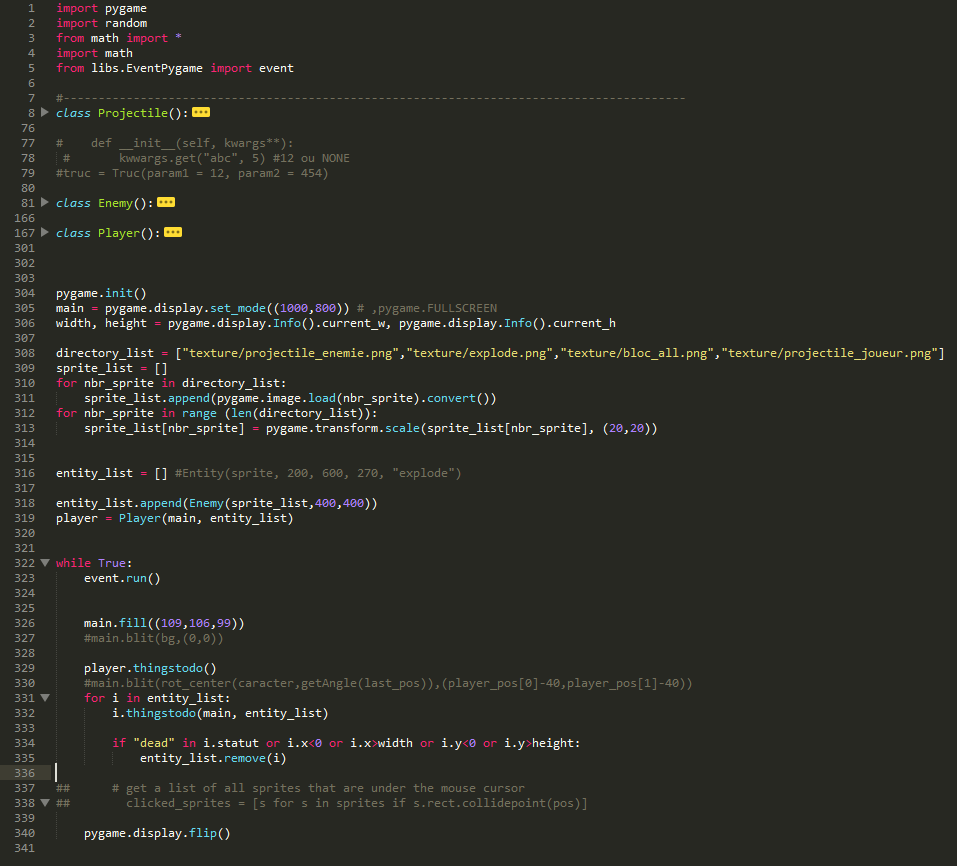 1 import pygame
2 import random
3 from math import *
4 import math
5 from libs.EventPygame import event
6
7 #-----------------------------------------------------------------------------------------
8 class Projectile():
76
77 #    def __init__(self, kwargs**):
78  #       kwwargs.get("abc", 5) #12 ou NONE
79 #truc = Truc(param1 = 12, param2 = 454)
80
81 class Enemy():
166
167 class Player():
301
302
303
304 pygame.init()
305 main = pygame.display.set_mode((1000,800)) # ,pygame.FULLSCREEN
306 width, height = pygame.display.Info().current_w, pygame.display.Info().current_h
307
308 directory_list = ["texture/projectile_enemie.png","texture/explode.png","texture/bloc_all.png","texture/projectile_joueur.png"]
309 sprite_list = []
310 for nbr_sprite in directory_list:
311     sprite_list.append(pygame.image.load(nbr_sprite).convert())
312 for nbr_sprite in range (len(directory_list)):
313     sprite_list[nbr_sprite] = pygame.transform.scale(sprite_list[nbr_sprite], (20,20))
314
315
316 entity_list = [] #Entity(sprite, 200, 600, 270, "explode")
317
318 entity_list.append(Enemy(sprite_list,400,400))
319 player = Player(main, entity_list)
320
321
322 while True:
323     event.run()
324
325
326     main.fill((109,106,99))
327     #main.blit(bg,(0,0))
328
329     player.thingstodo()
330     #main.blit(rot_center(caracter,getAngle(last_pos)),(player_pos[0]-40,player_pos[1]-40))
331     for i in entity_list:
332         i.thingstodo(main, entity_list)
333
334         if "dead" in i.statut or i.x<0 or i.x>width or i.y<0 or i.y>height:
335             entity_list.remove(i)
336
337 ##      # get a list of all sprites that are under the mouse cursor
338 ##        clicked_sprites = [s for s in sprites if s.rect.collidepoint(pos)]
339
340     pygame.display.flip()
341